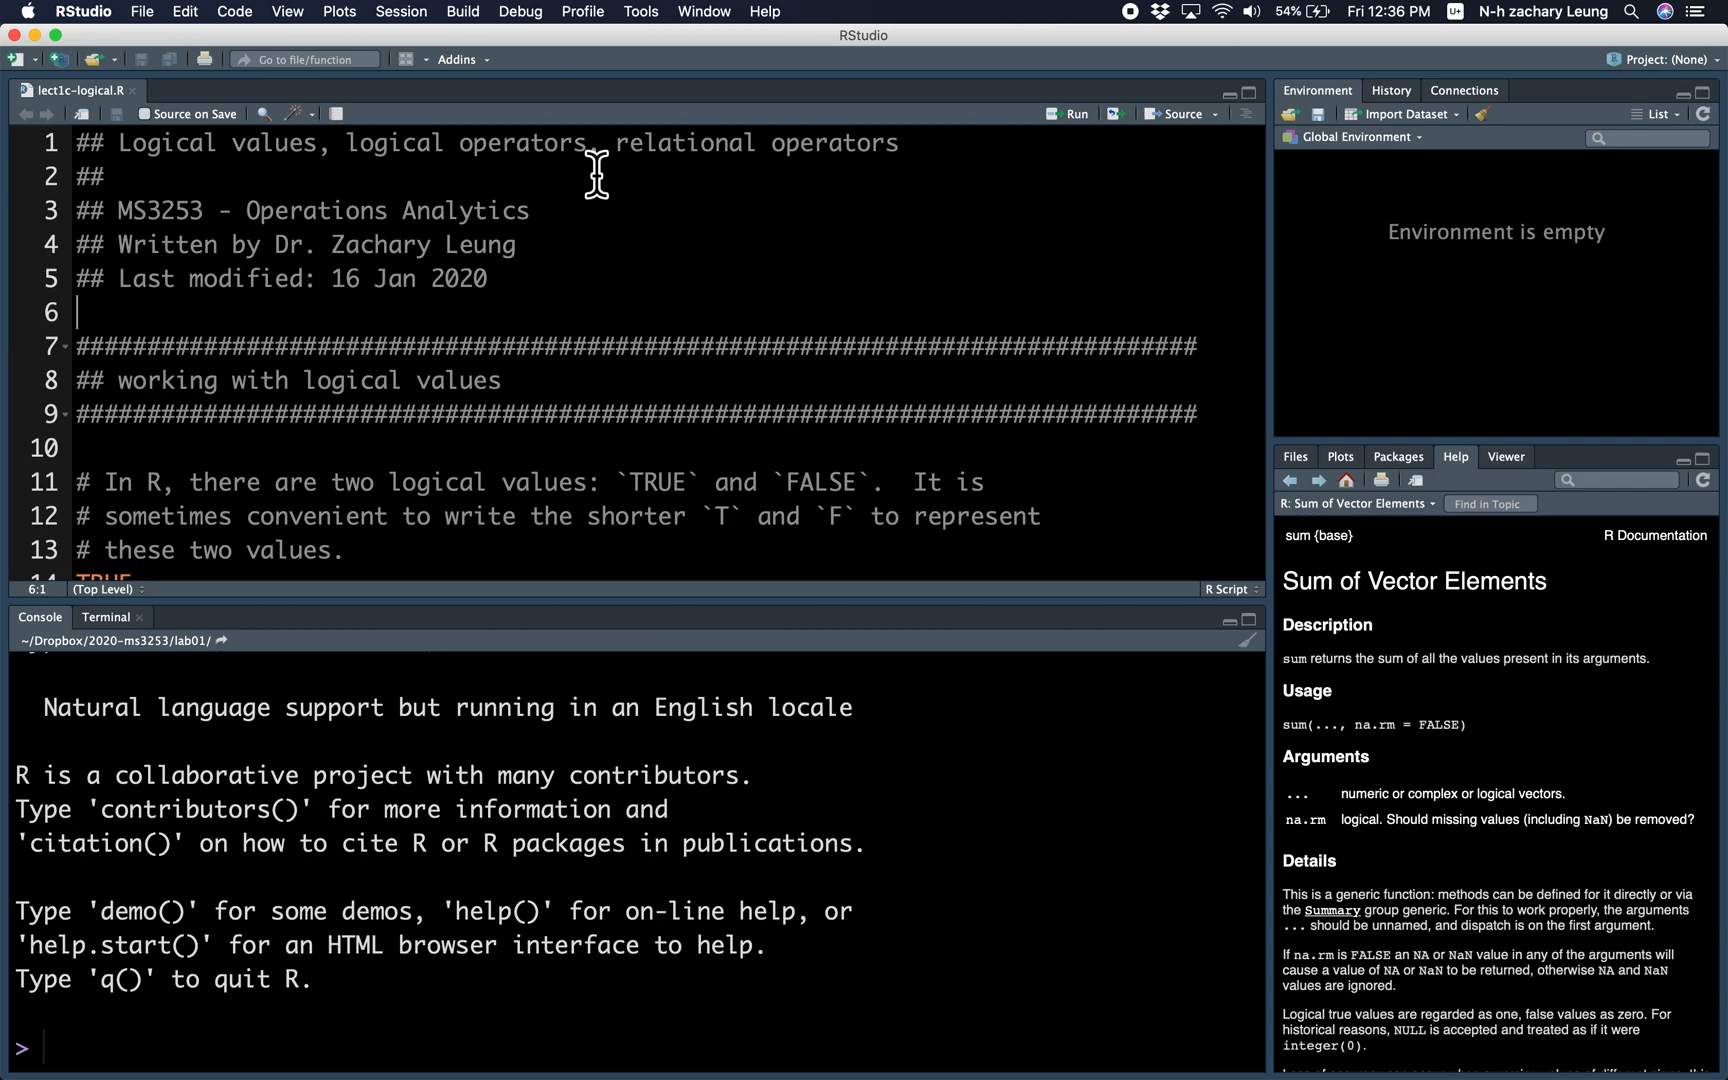 RStudio File Edit Code View Plots Session Build Debug Profile Tools Window Help 54% Fri 12:36 PM U+ N-h zachary Leung
RStudio
Go to file/function Addins Project: (None)
lect1c-logical.R
Source on Save Run Source
1 ## Logical values, logical operators, relational operators
2 ##
3 ## MS3253 - Operations Analytics
4 ## Written by Dr. Zachary Leung
5 ## Last modified: 16 Jan 2020
6
7 ###############################################################################
8 ## working with logical values
9 ###############################################################################
10
11 # In R, there are two logical values: `TRUE` and `FALSE`.  It is
12 # sometimes convenient to write the shorter `T` and `F` to represent
13 # these two values.
14 TRUE
6:1 (Top Level) R Script
Console Terminal
~/Dropbox/2020-ms3253/lab01/
Natural language support but running in an English locale
R is a collaborative project with many contributors.
Type 'contributors()' for more information and
'citation()' on how to cite R or R packages in publications.
Type 'demo()' for some demos, 'help()' for on-line help, or
'help.start()' for an HTML browser interface to help.
Type 'q()' to quit R.
>
Environment History Connections
Import Dataset List
Global Environment
Environment is empty
Files Plots Packages Help Viewer
R: Sum of Vector Elements Find in Topic
sum {base} R Documentation
Sum of Vector Elements
Description
sum returns the sum of all the values present in its arguments.
Usage
sum(..., na.rm = FALSE)
Arguments
... numeric or complex or logical vectors.
na.rm logical. Should missing values (including NaN) be removed?
Details
This is a generic function: methods can be defined for it directly or via
the Summary group generic. For this to work properly, the arguments
... should be unnamed, and dispatch is on the first argument.
If na.rm is FALSE an NA or NaN value in any of the arguments will
cause a value of NA or NaN to be returned, otherwise NA and NaN
values are ignored.
Logical true values are regarded as one, false values as zero. For
historical reasons, NULL is accepted and treated as if it were
integer(0).